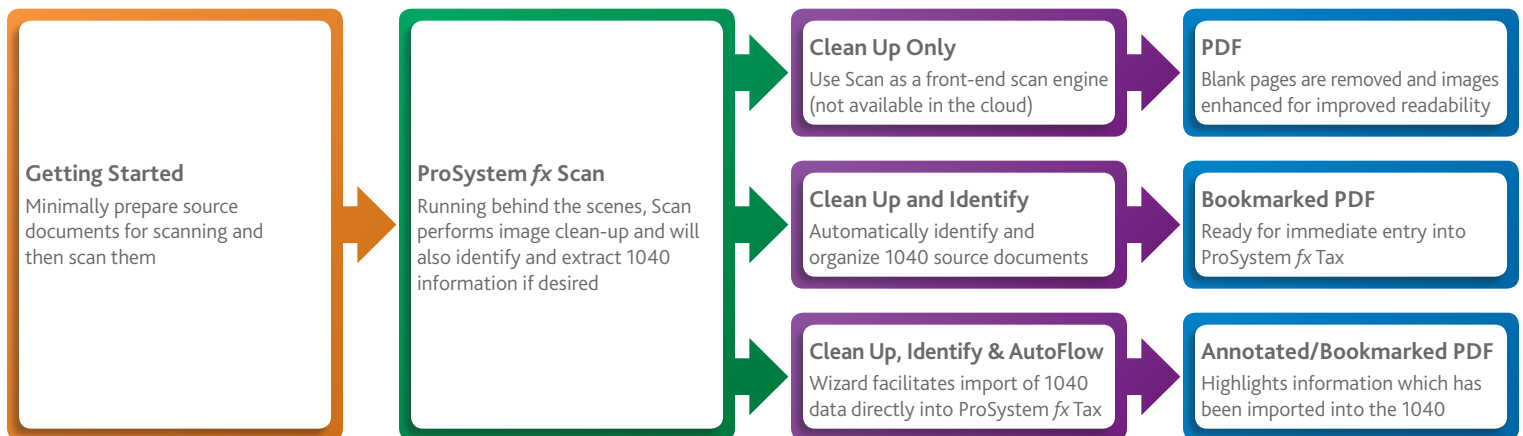 Getting Started
Minimally prepare source
documents for scanning and
then scan them
ProSystem fx Scan
Running behind the scenes, Scan
performs image clean-up and will
also identify and extract 1040
information if desired
Clean Up Only
Use Scan as a front-end scan engine
(not available in the cloud)
PDF
Blank pages are removed and images
enhanced for improved readability
Clean Up and Identify
Automatically identify and
organize 1040 source documents
Bookmarked PDF
Ready for immediate entry into
ProSystem fx Tax
Clean Up, Identify & AutoFlow
Wizard facilitates import of 1040
data directly into ProSystem fx Tax
Annotated/Bookmarked PDF
Highlights information which has
been imported into the 1040